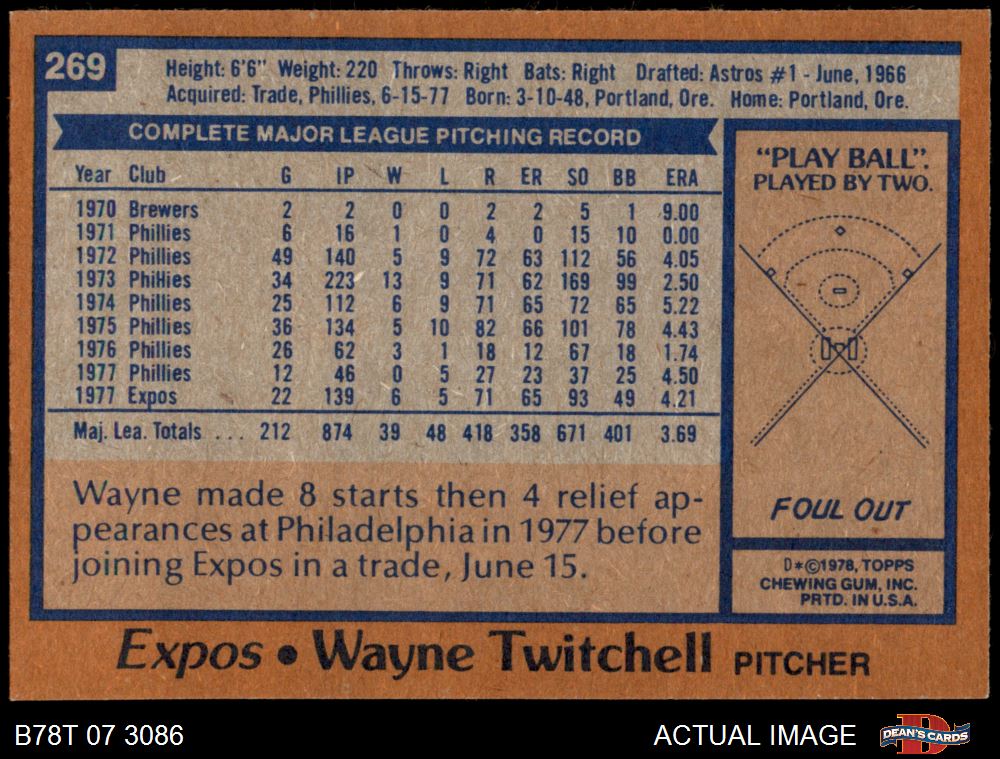 269
Height: 6'6" Weight: 220 Throws: Right Bats: Right Drafted: Astros #1 - June, 1966
Acquired: Trade, Phillies, 6-15-77 Born: 3-10-48, Portland, Ore. Home: Portland, Ore.
COMPLETE MAJOR LEAGUE PITCHING RECORD
Year Club G IP W L R ER SO BB ERA
1970 Brewers 2 2 0 0 2 2 5 1 9.00
1971 Phillies 6 16 1 0 4 0 15 10 0.00
1972 Phillies 49 140 5 9 72 63 112 56 4.05
1973 Phillies 34 223 13 9 71 62 169 99 2.50
1974 Phillies 25 112 6 9 71 65 72 65 5.22
1975 Phillies 36 134 5 10 82 66 101 78 4.43
1976 Phillies 26 62 3 1 18 12 67 18 1.74
1977 Phillies 12 46 0 5 27 23 37 25 4.50
1977 Expos 22 139 6 5 71 65 93 49 4.21
Maj. Lea. Totals ... 212 874 39 48 418 358 671 401 3.69
Wayne made 8 starts then 4 relief ap-
pearances at Philadelphia in 1977 before
joining Expos in a trade, June 15.
"PLAY BALL".
PLAYED BY TWO.
FOUL OUT
D*©1978, TOPPS
CHEWING GUM, INC.
PRTD. IN U.S.A.
Expos • Wayne Twitchell PITCHER
B78T 07 3086
ACTUAL IMAGE
D
DEAN'S CARDS